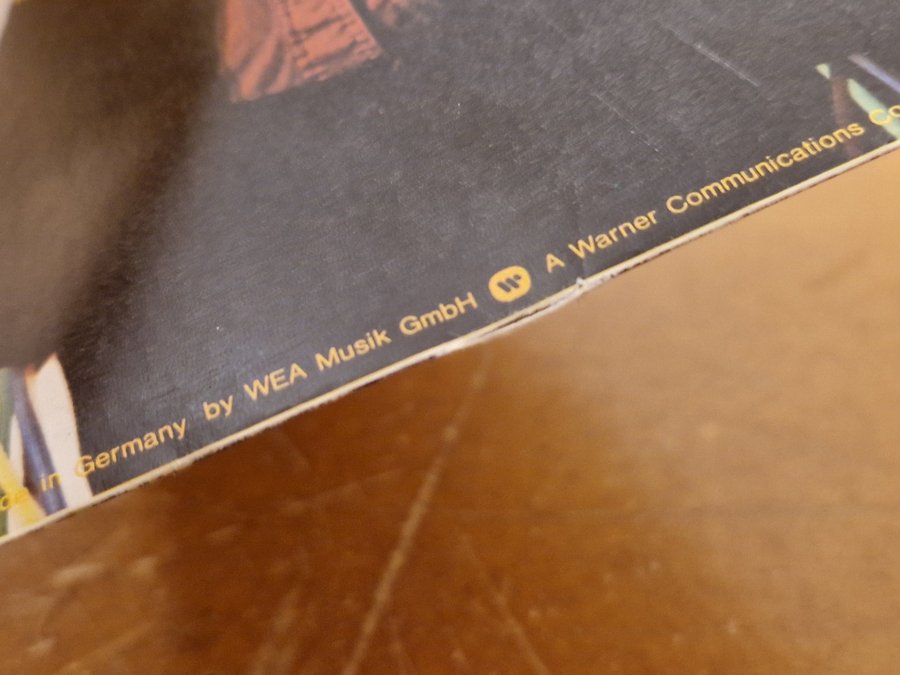 in Germany by WEA Musik GmbH W A Warner Communications